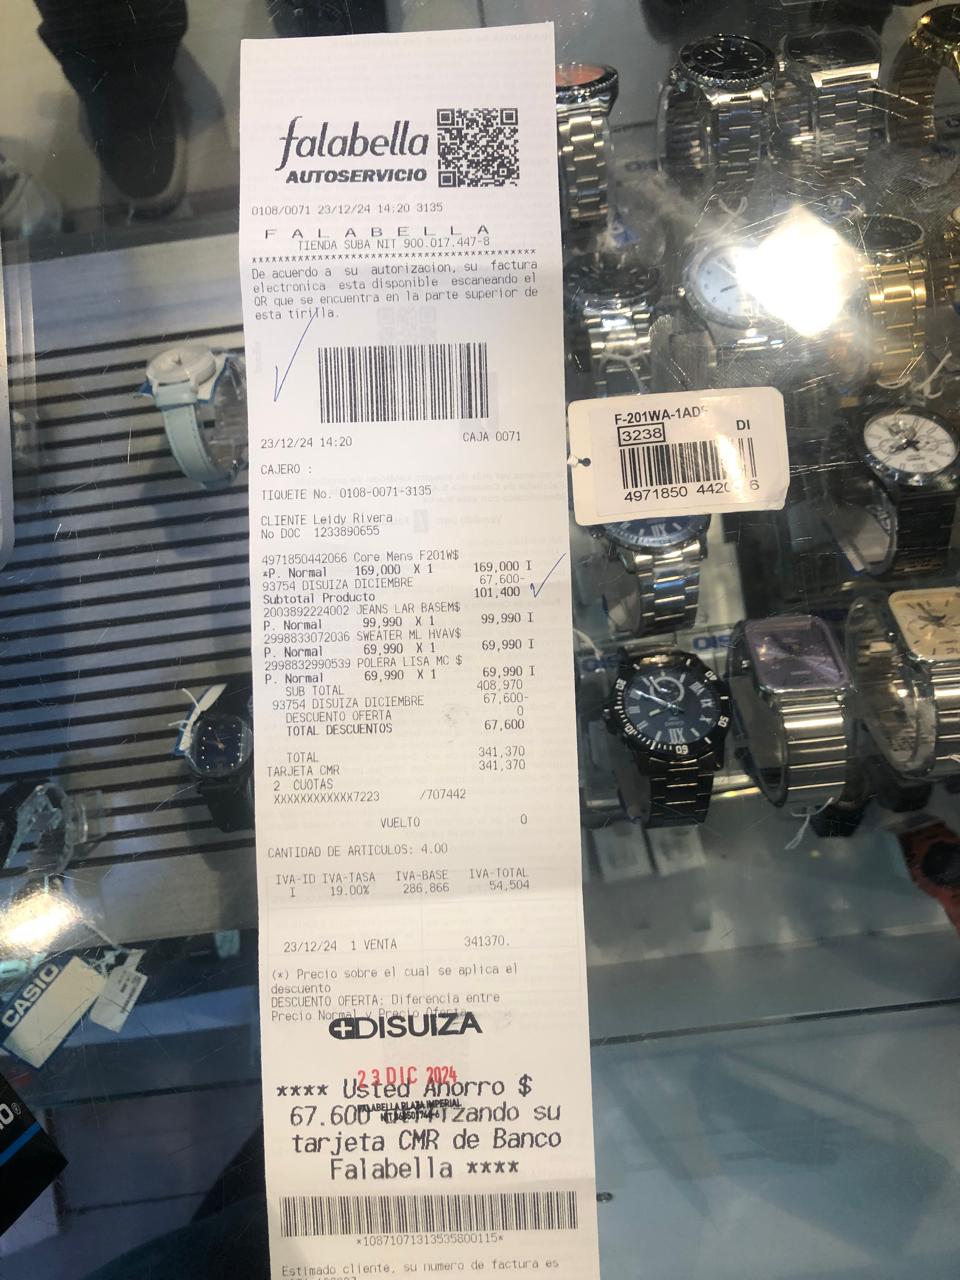 falabella
AUTOSERVICIO
0108/0071 23/12/24 14:20 3135
F A L A B E L L A
TIENDA SUBA NIT 900.017.447-8
****************************************
De acuerdo a su autorizacion, su factura
electronica esta disponible escaneando el
QR que se encuentra en la parte superior de
esta tirilla.
23/12/24 14:20 CAJA 0071
CAJERO :
TIQUETE No. 0108-0071-3135
CLIENTE Leidy Rivera
No DOC 1233890655
4971850442066 Core Mens F201W$
*P. Normal 169,000 X 1 169,000 I
93754 DISUIZA DICIEMBRE 67,600-
Subtotal Producto 101,400
2003892224002 JEANS LAR BASEM$
P. Normal 99,990 X 1 99,990 I
2998833072036 SWEATER ML HVAV$
P. Normal 69,990 X 1 69,990 I
2998832990539 POLERA LISA MC $
P. Normal 69,990 X 1 69,990 I
SUB TOTAL 408,970
93754 DISUIZA DICIEMBRE 67,600-
DESCUENTO OFERTA 0
TOTAL DESCUENTOS 67,600
TOTAL 341,370
TARJETA CMR 341,370
2 CUOTAS
XXXXXXXXXXXX7223 /707442
VUELTO 0
CANTIDAD DE ARTICULOS: 4.00
IVA-ID IVA-TASA IVA-BASE IVA-TOTAL
I 19.00% 286,866 54,504
23/12/24 1 VENTA 341370.
(*) Precio sobre el cual se aplica el
descuento
DESCUENTO OFERTA: Diferencia entre
Precio Normal y Precio Oferta
DISUIZA
23 DIC 2024
**** Usted Ahorro $
FALABELLA PLAZA IMPERIAL
67.600 utilizando su
tarjeta CMR de Banco
Falabella ****
*10871071313535800115*
Estimado cliente, su numero de factura es
F-201WA-1ADF
3238 DI
4971850 442066
CASIO